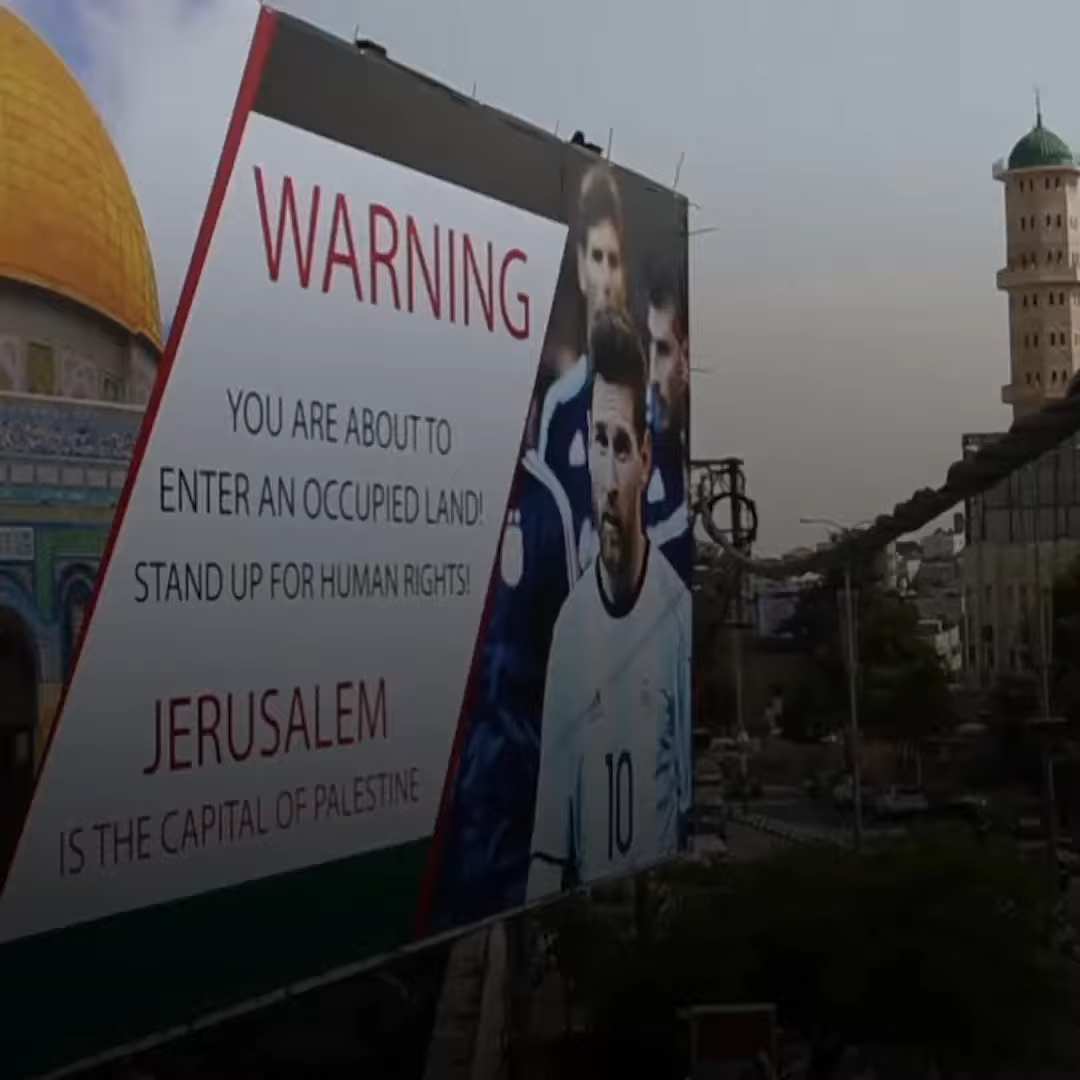 WARNING
YOU ARE ABOUT TO
ENTER AN OCCUPIED LAND!
STAND UP FOR HUMAN RIGHTS!
JERUSALEM
IS THE CAPITAL OF PALESTINE
10